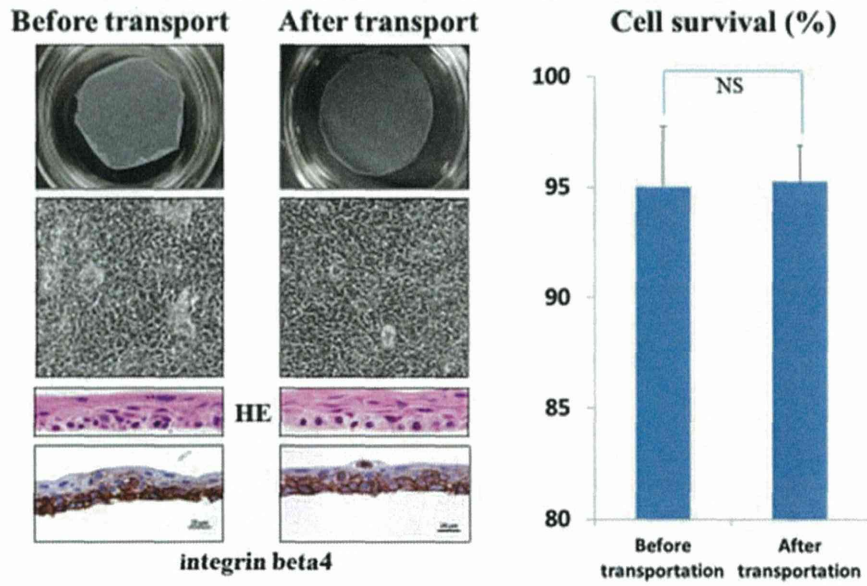 Before transport
After transport
HE
integrin beta4
Cell survival (%)
100
NS
95
90
85
80
Before transportation
After transportation